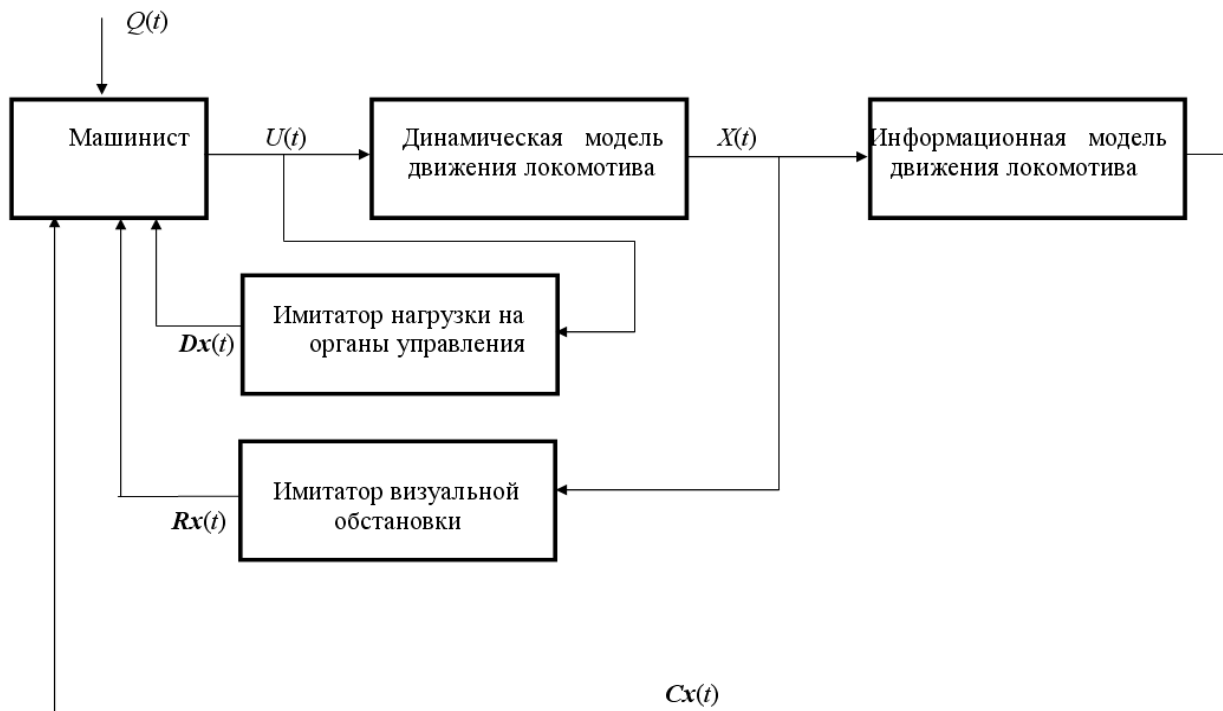 Q(t)
Машинист
U(t)
Динамическая модель
движения локомотива
X(t)
Информационная модель
движения локомотива
Имитатор нагрузки на
органы управления
Dx(t)
Имитатор визуальной
обстановки
Rx(t)
Cx(t)